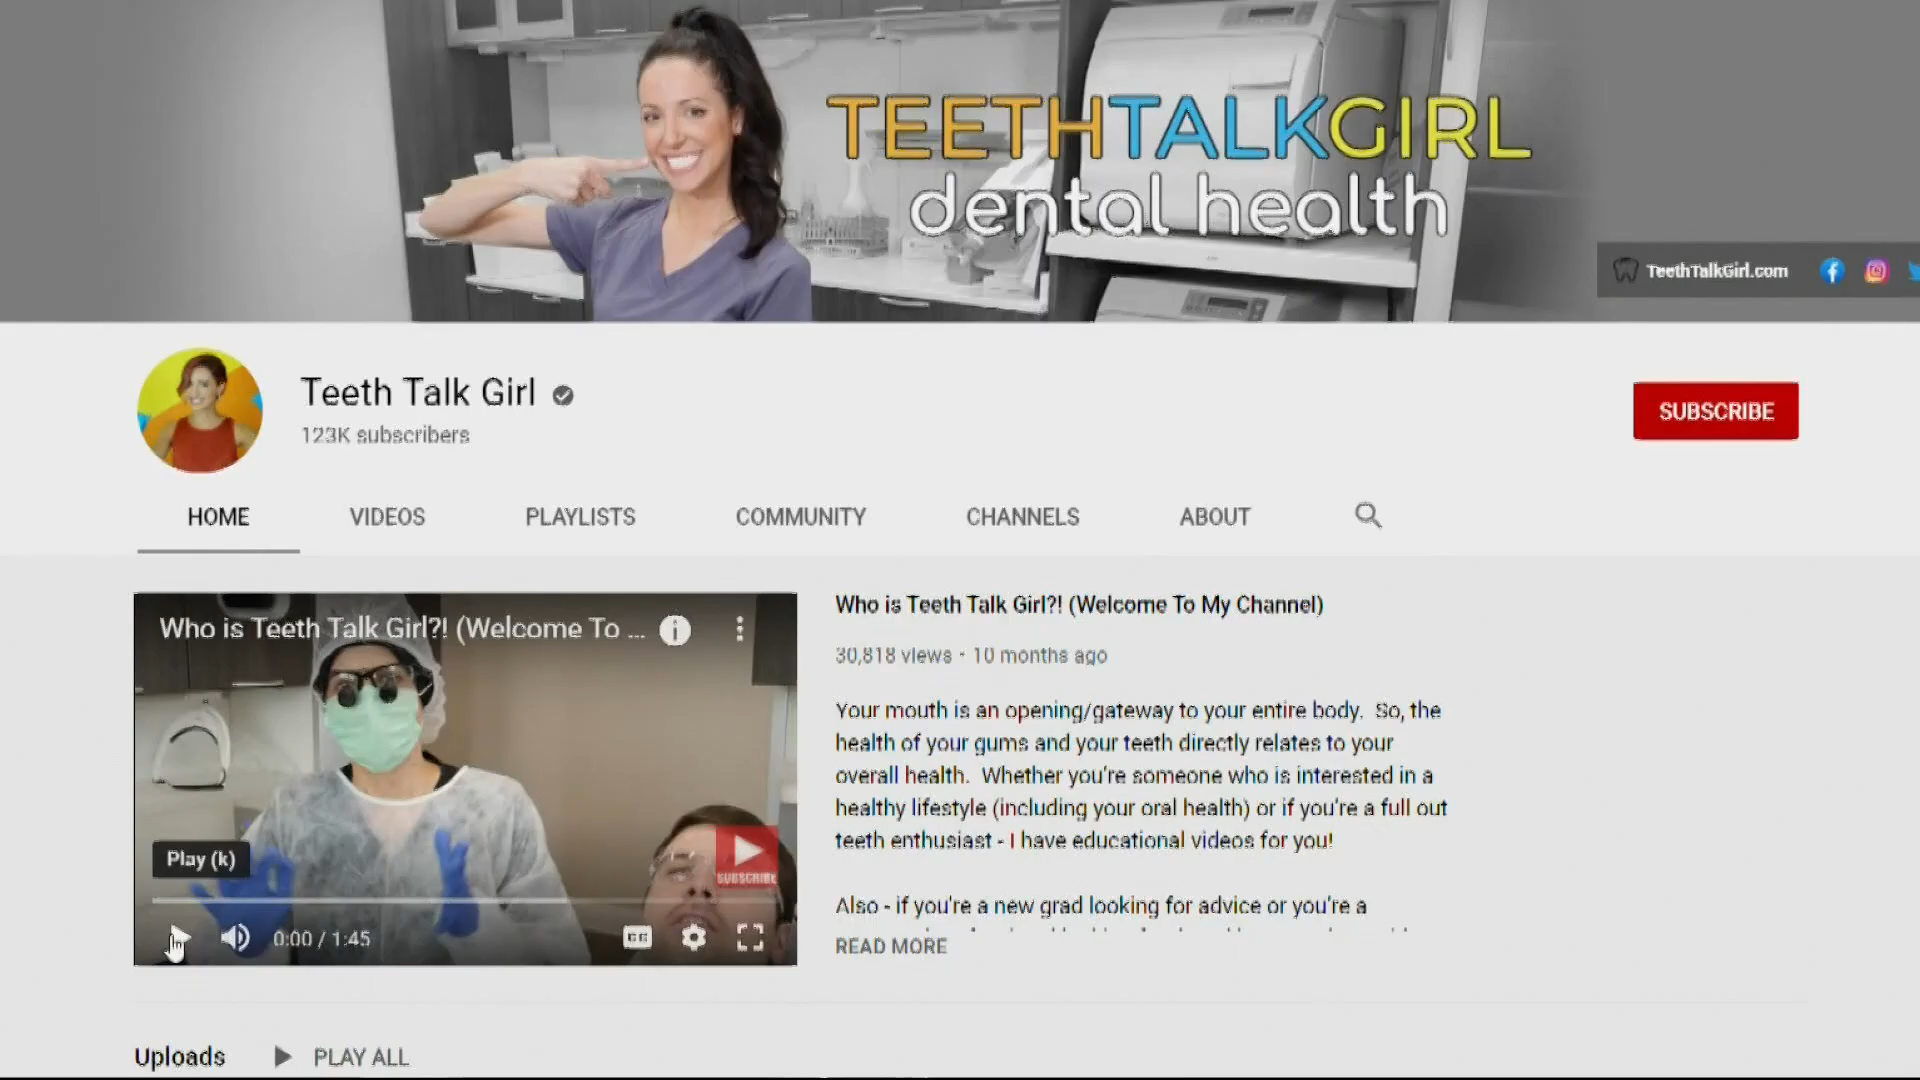 TEETHTALKGIRL
dental health
TeethTalkGirl.com
Teeth Talk Girl
123K subscribers
SUBSCRIBE
HOME
VIDEOS
PLAYLISTS
COMMUNITY
CHANNELS
ABOUT
Who is Teeth Talk Girl?! (Welcome To ...
Play (k)
SUBSCRIBE
0:00 / 1:45
CC
Who is Teeth Talk Girl?! (Welcome To My Channel)
30,818 views · 10 months ago
Your mouth is an opening/gateway to your entire body. So, the
health of your gums and your teeth directly relates to your
overall health. Whether you're someone who is interested in a
healthy lifestyle (including your oral health) or if you're a full out
teeth enthusiast - I have educational videos for you!
Also - if you're a new grad looking for advice or you're a
READ MORE
Uploads
PLAY ALL